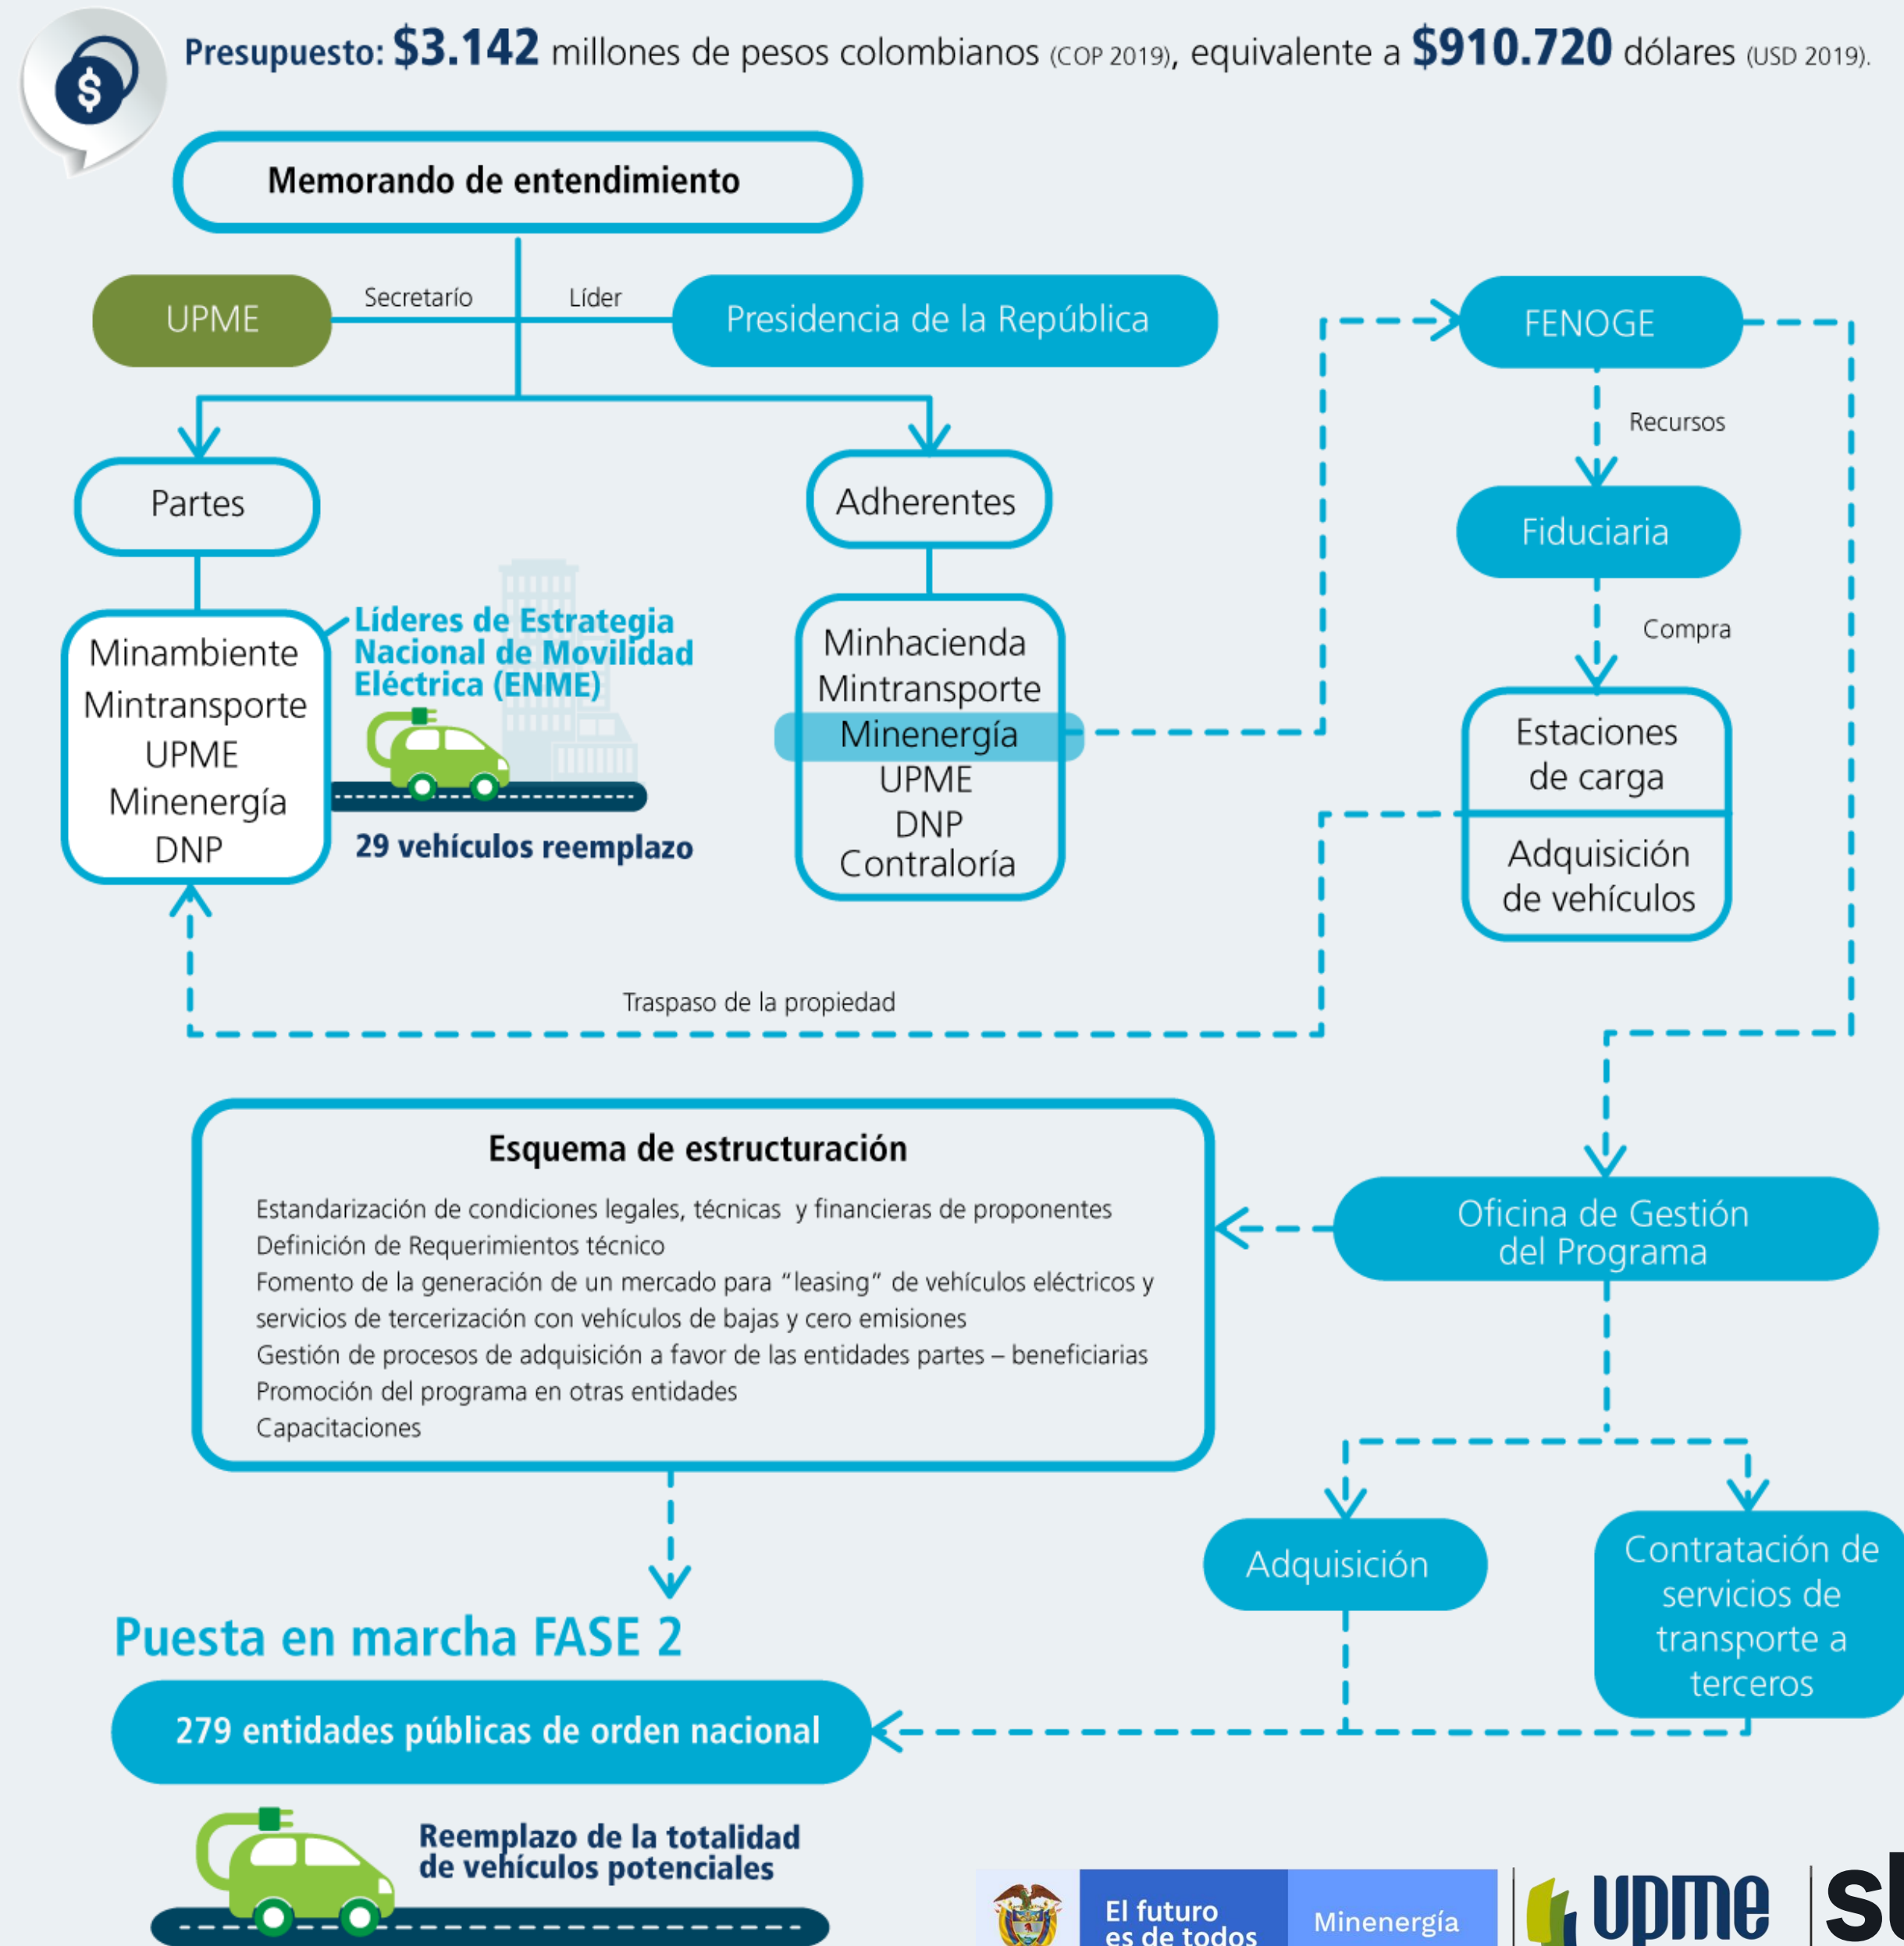 Presupuesto: $3.142 millones de pesos colombianos (COP 2019), equivalente a $910.720 dólares (USD 2019).
Memorando de entendimiento
UPME
Secretarío
Líder
Presidencia de la República
FENOGE
Recursos
Fiduciaria
Compra
Estaciones
de carga
Adquisición
de vehículos
Partes
Adherentes
Minambiente
Mintransporte
UPME
Minenergía
DNP
Líderes de Estrategia
Nacional de Movilidad
Eléctrica (ENME)
29 vehículos reemplazo
Minhacienda
Mintransporte
Minenergía
UPME
DNP
Contraloría
Traspaso de la propiedad
Esquema de estructuración
Estandarización de condiciones legales, técnicas y financieras de proponentes
Definición de Requerimientos técnico
Fomento de la generación de un mercado para “leasing” de vehículos eléctricos y
servicios de tercerización con vehículos de bajas y cero emisiones
Gestión de procesos de adquisición a favor de las entidades partes – beneficiarias
Promoción del programa en otras entidades
Capacitaciones
Oficina de Gestión
del Programa
Adquisición
Contratación de
servicios de
transporte a
terceros
Puesta en marcha FASE 2
279 entidades públicas de orden nacional
Reemplazo de la totalidad
de vehículos potenciales
El futuro
es de todos
Minenergía
upme